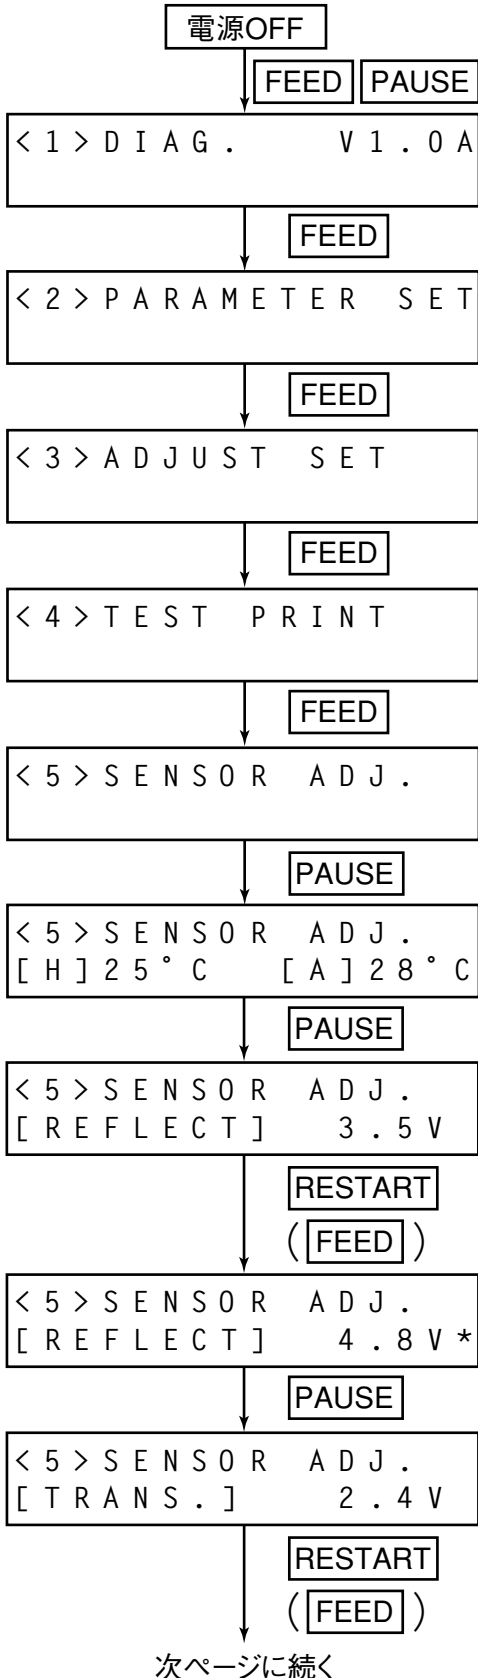 電源OFF
FEED PAUSE
<1>DIAG. V1.0A
FEED
<2>PARAMETER SET
FEED
<3>ADJUST SET
FEED
<4>TEST PRINT
FEED
<5>SENSOR ADJ.
PAUSE
<5>SENSOR ADJ.
[H]25°C [A]28°C
PAUSE
<5>SENSOR ADJ.
[REFLECT] 3.5V
RESTART
(FEED)
<5>SENSOR ADJ.
[REFLECT] 4.8V*
PAUSE
<5>SENSOR ADJ.
[TRANS.] 2.4V
RESTART
(FEED)
次ページに続く